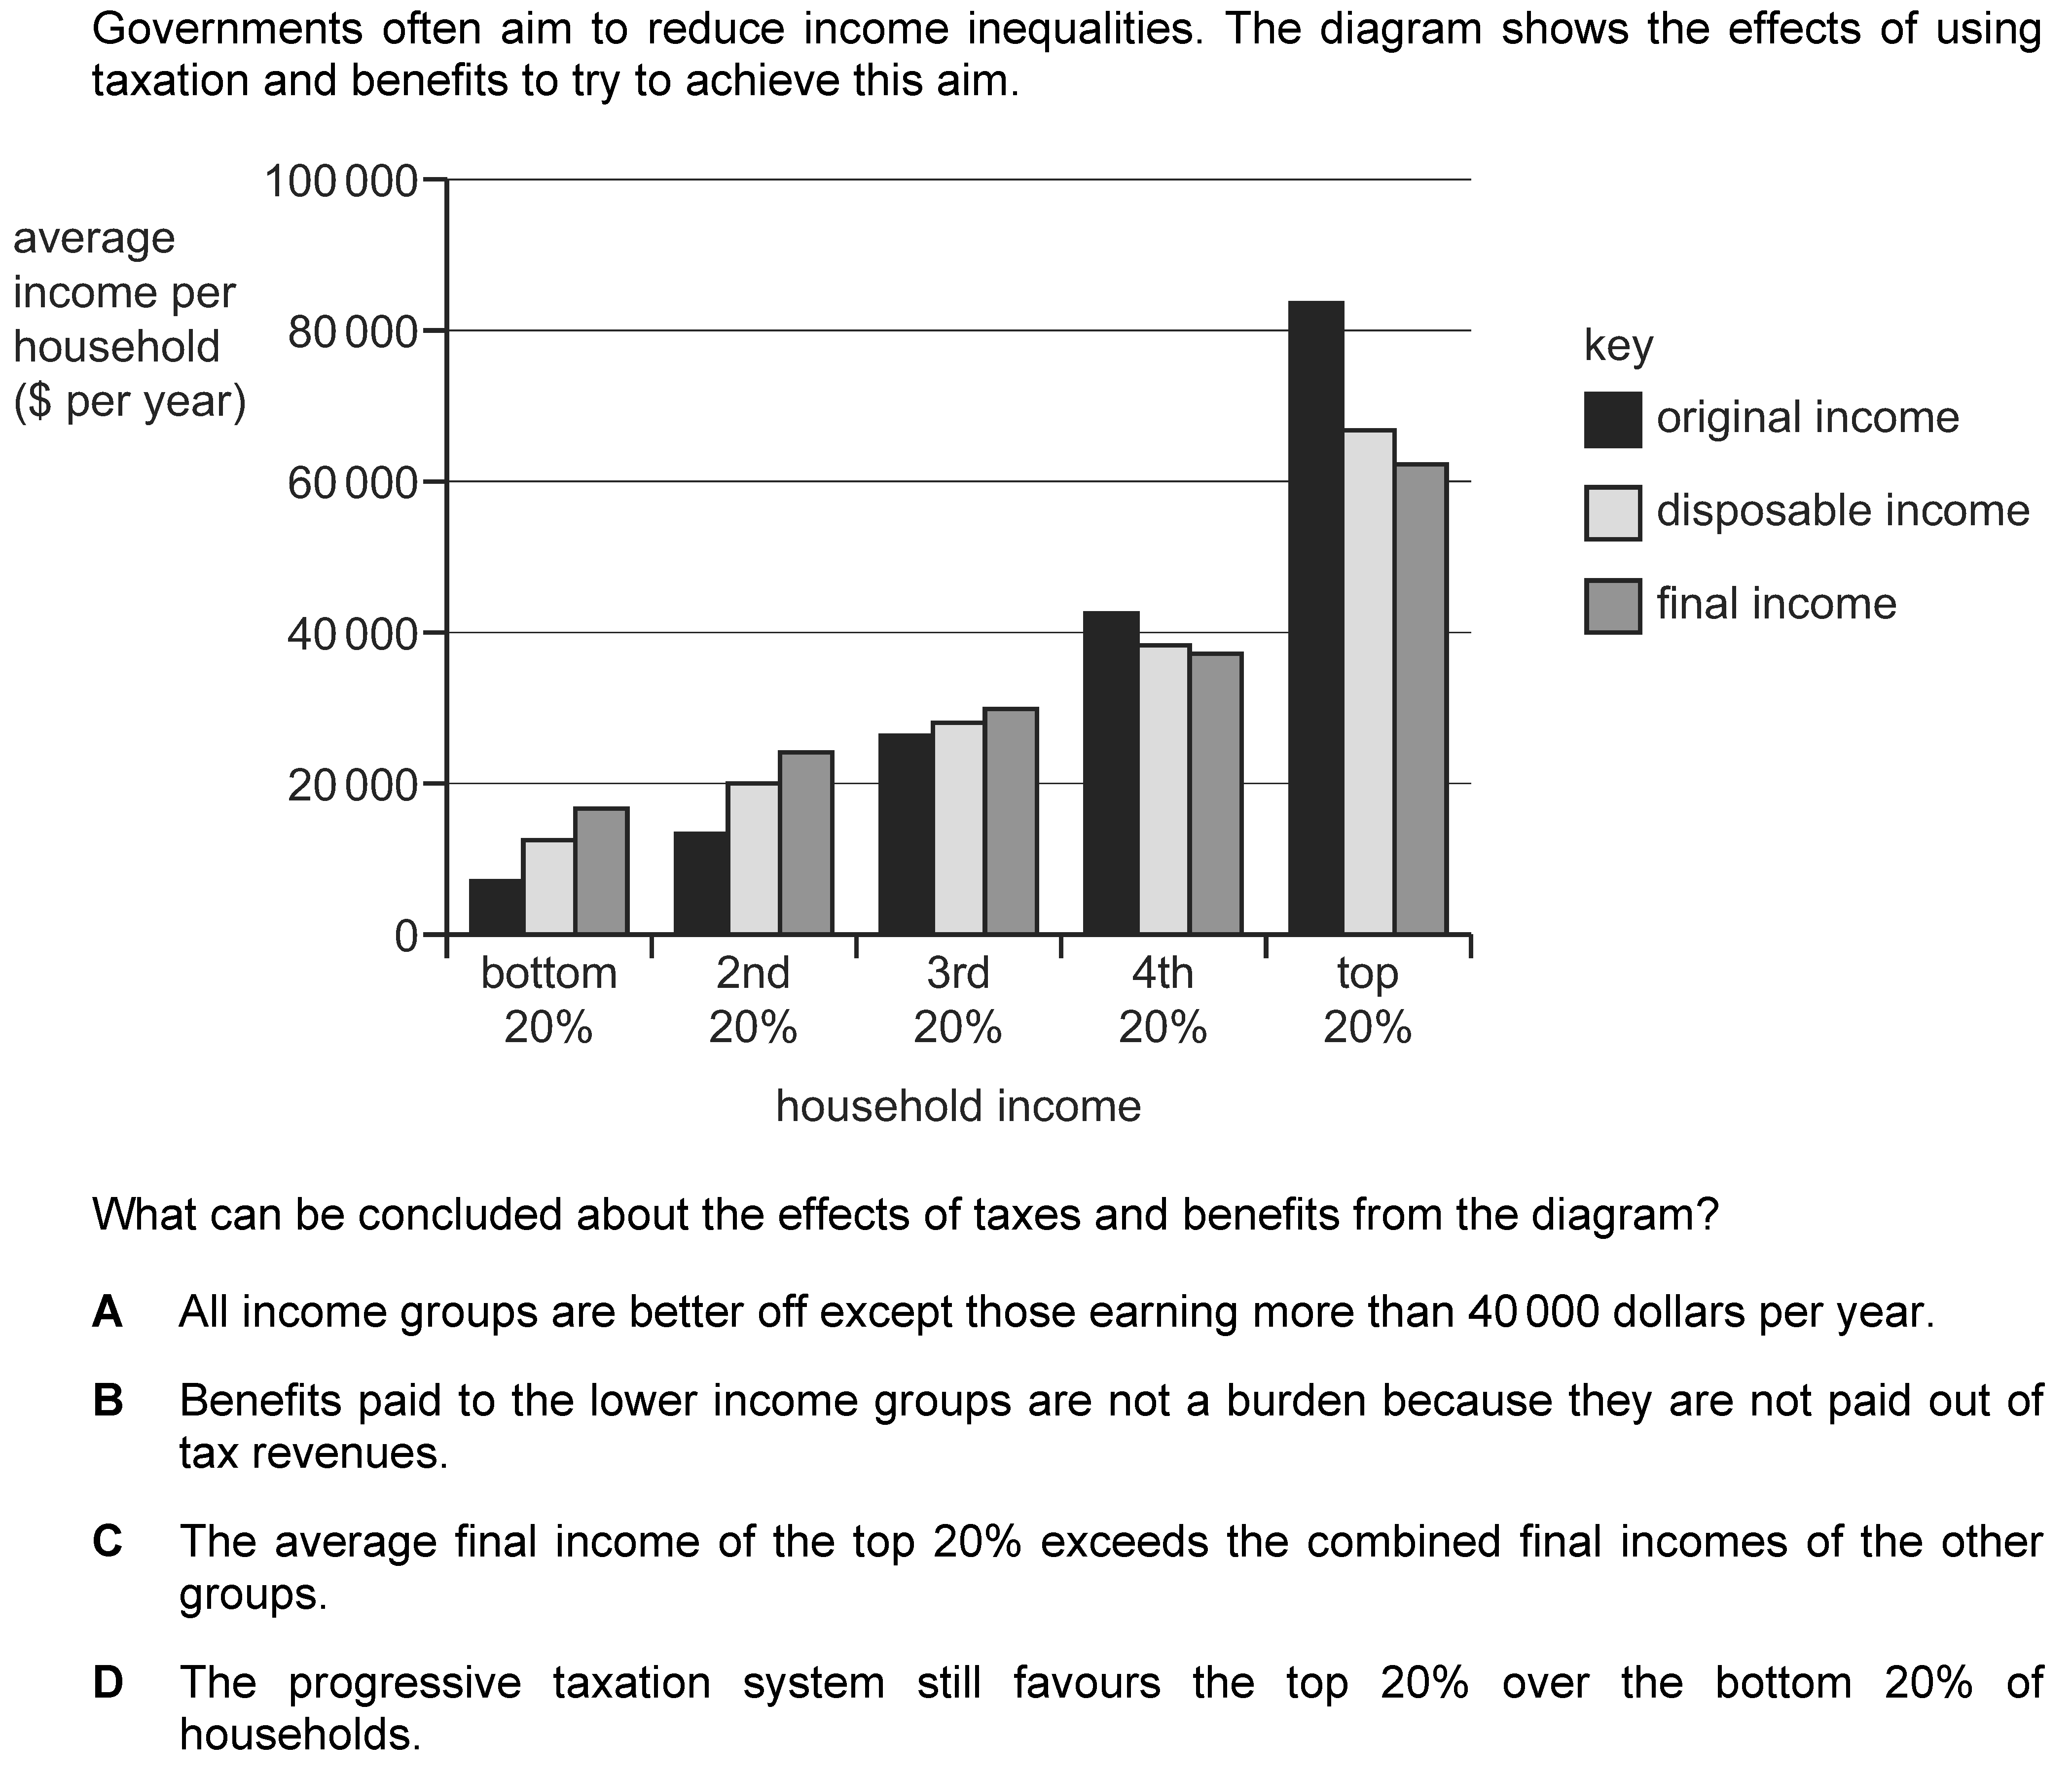 Governments often aim to reduce income inequalities. The diagram shows the effects of using
taxation and benefits to try to achieve this aim.
average
income per
household
($ per year)
100 000
80 000
60 000
40 000
20 000
0
bottom
20%
2nd
20%
3rd
20%
4th
20%
top
20%
household income
key
original income
disposable income
final income
What can be concluded about the effects of taxes and benefits from the diagram?
A All income groups are better off except those earning more than 40 000 dollars per year.
B Benefits paid to the lower income groups are not a burden because they are not paid out of
tax revenues.
C The average final income of the top 20% exceeds the combined final incomes of the other
groups.
D The progressive taxation system still favours the top 20% over the bottom 20% of
households.